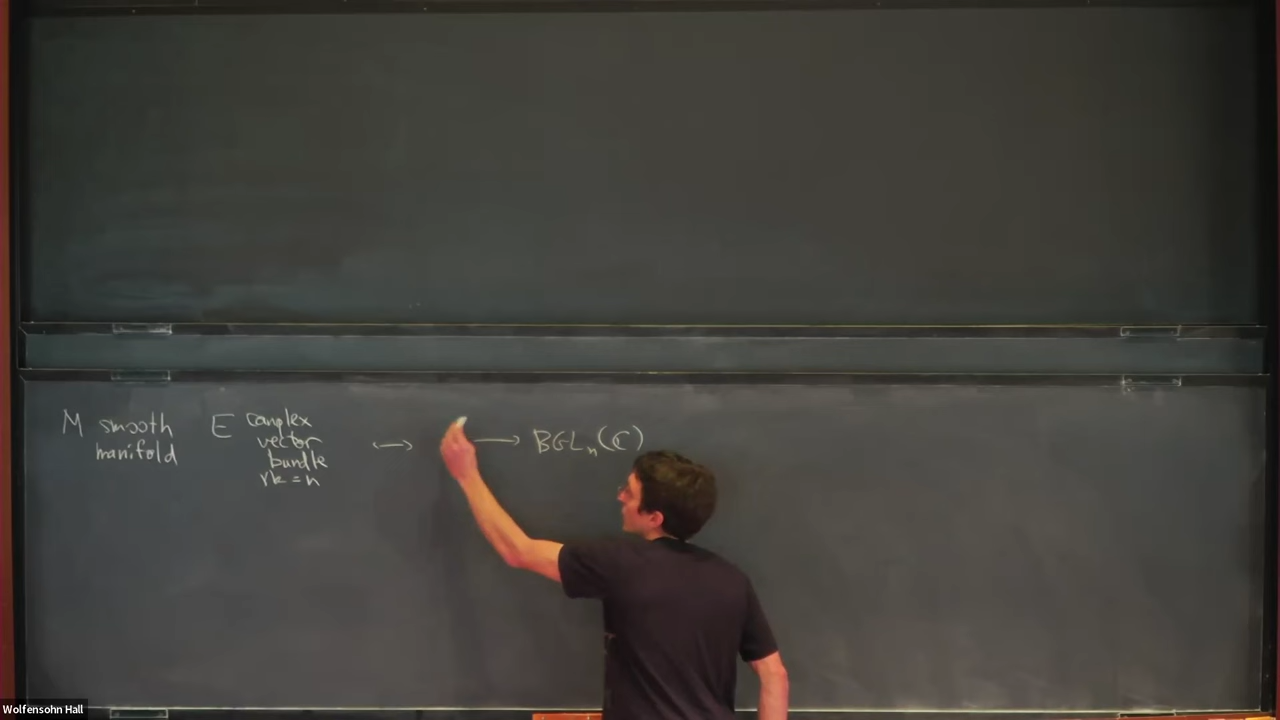 M smooth manifold
E complex vector bundle rk = n
↔ → BGLₙ(ℂ)
Wolfensohn Hall